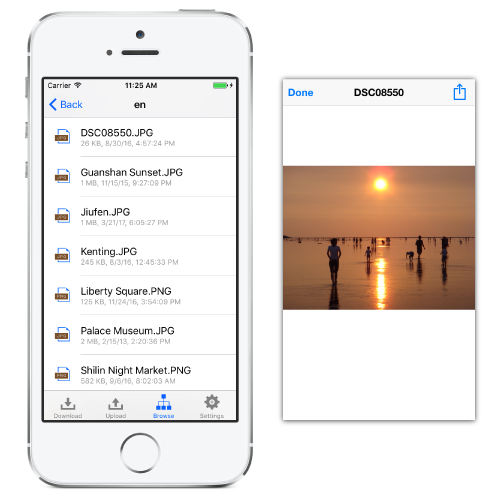 Carrier 11:25 AM
Back en
DSC08550.JPG
26 KB, 8/30/16, 4:57:24 PM
Guanshan Sunset.JPG
1 MB, 11/15/15, 9:27:09 PM
Jiufen.JPG
1 MB, 3/21/17, 6:05:27 PM
Kenting.JPG
245 KB, 8/3/16, 12:45:33 PM
Liberty Square.PNG
125 KB, 11/24/16, 3:54:09 PM
Palace Museum.JPG
2 MB, 2/15/13, 2:20:36 PM
Shilin Night Market.PNG
582 KB, 9/6/16, 8:02:03 AM
Download Upload Browse Settings
Done DSC08550